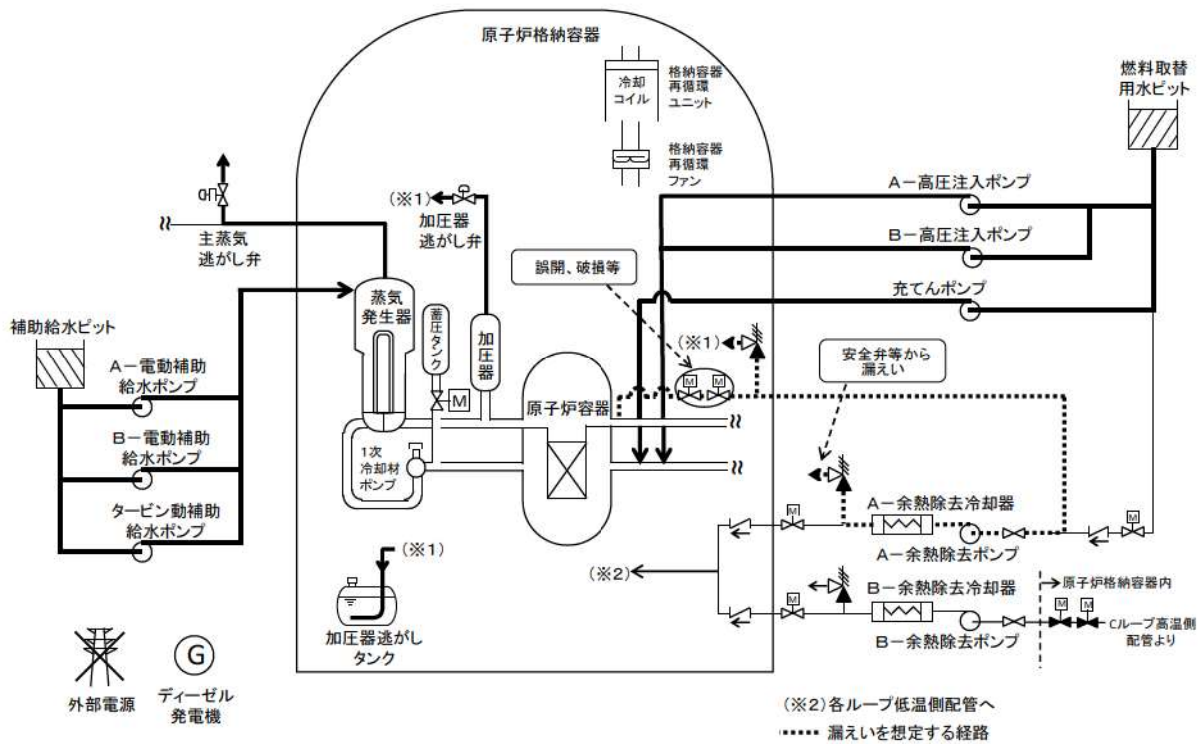 原子炉格納容器
冷却
コイル
格納容器
再循環
ユニット
格納容器
再循環
ファン
燃料取替
用水ピット
A－高圧注入ポンプ
B－高圧注入ポンプ
充てんポンプ
(※1)
加圧器
逃がし弁
主蒸気
逃がし弁
誤開、破損等
(※1)
安全弁等から
漏えい
補助給水ピット
A－電動補助
給水ポンプ
B－電動補助
給水ポンプ
タービン動補助
給水ポンプ
蒸気
発生器
蓄圧タンク
加圧器
M
M
M
原子炉容器
1次
冷却材
ポンプ
(※1)
加圧器逃がし
タンク
M
A－余熱除去冷却器
A－余熱除去ポンプ
M
(※2)
M
B－余熱除去冷却器
B－余熱除去ポンプ
原子炉格納容器内
M
M
Cループ高温側
配管より
外部電源
G
ディーゼル
発電機
(※2)各ループ低温側配管へ
漏えいを想定する経路